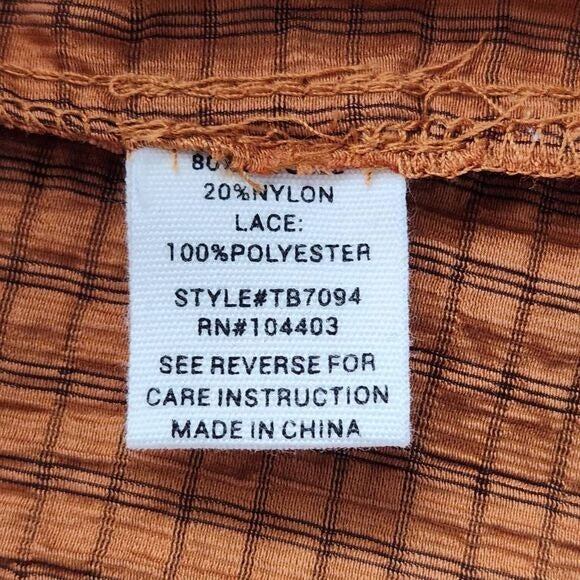 20%NYLON
LACE:
100%POLYESTER
STYLE#TB7094
RN#104403
SEE REVERSE FOR
CARE INSTRUCTION
MADE IN CHINA